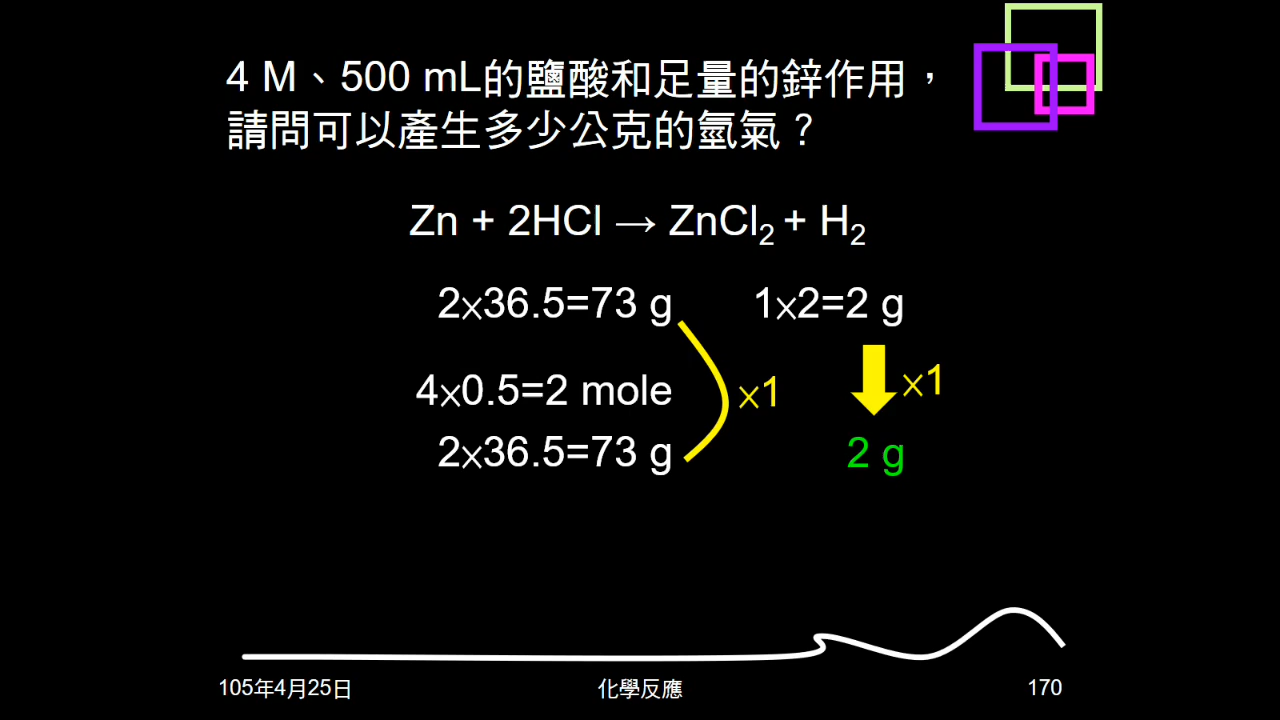 4 M、500 mL的鹽酸和足量的鋅作用，
請問可以產生多少公克的氫氣？
Zn + 2HCl → ZnCl₂ + H₂
2×36.5=73 g 1×2=2 g
4×0.5=2 mole ×1 ×1
2×36.5=73 g 2 g
105年4月25日 化學反應 170